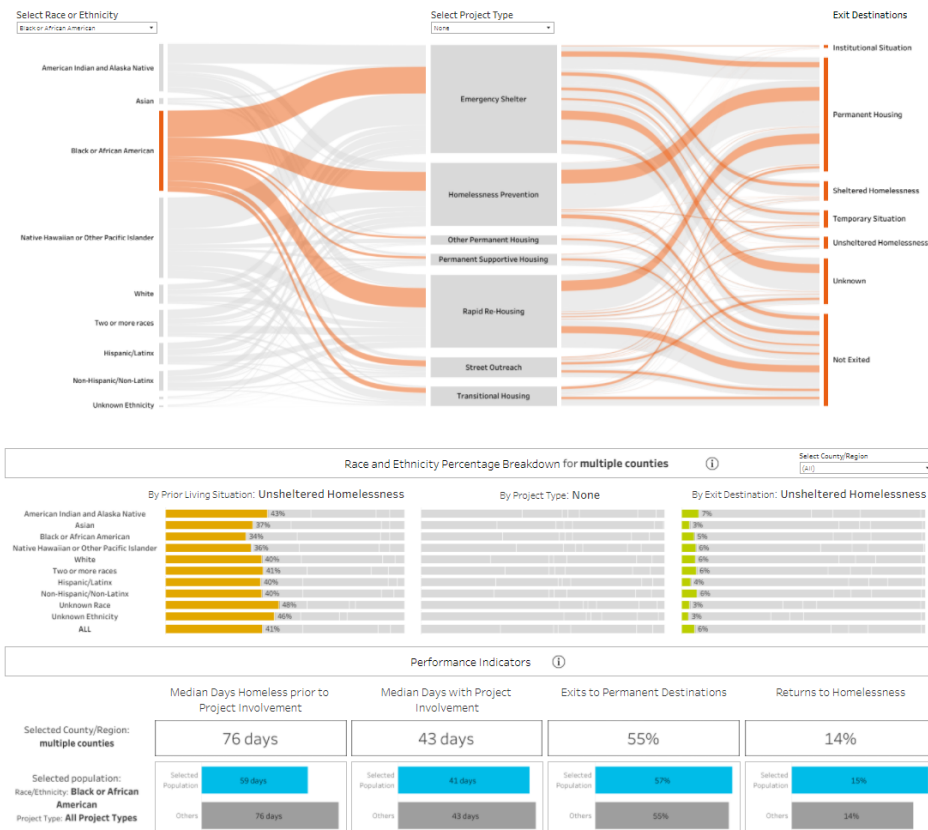 Select Race or Ethnicity
Black or African American
Select Project Type
None
Exit Destinations
American Indian and Alaska Native
Asian
Black or African American
Native Hawaiian or Other Pacific Islander
White
Two or more races
Hispanic/Latinx
Non-Hispanic/Non-Latinx
Unknown Ethnicity
Emergency Shelter
Homelessness Prevention
Other Permanent Housing
Permanent Supportive Housing
Rapid Re-Housing
Street Outreach
Transitional Housing
Institutional Situation
Permanent Housing
Sheltered Homelessness
Temporary Situation
Unsheltered Homelessness
Unknown
Not Exited
Race and Ethnicity Percentage Breakdown for multiple counties
Select County/Region
(All)
By Prior Living Situation: Unsheltered Homelessness
By Project Type: None
By Exit Destination: Unsheltered Homelessness
American Indian and Alaska Native 43% 7%
Asian 37% 3%
Black or African American 34% 5%
Native Hawaiian or Other Pacific Islander 36% 6%
White 40% 6%
Two or more races 41% 6%
Hispanic/Latinx 40% 4%
Non-Hispanic/Non-Latinx 40% 6%
Unknown Race 48% 3%
Unknown Ethnicity 46% 3%
ALL 41% 6%
Performance Indicators
Median Days Homeless prior to
Project Involvement
Median Days with Project
Involvement
Exits to Permanent Destinations
Returns to Homelessness
Selected County/Region:
multiple counties
76 days
43 days
55%
14%
Selected population:
Race/Ethnicity: Black or African
American
Project Type: All Project Types
Selected
Population
59 days
Others
76 days
Selected
Population
41 days
Others
43 days
Selected
Population
57%
Others
55%
Selected
Population
15%
Others
14%